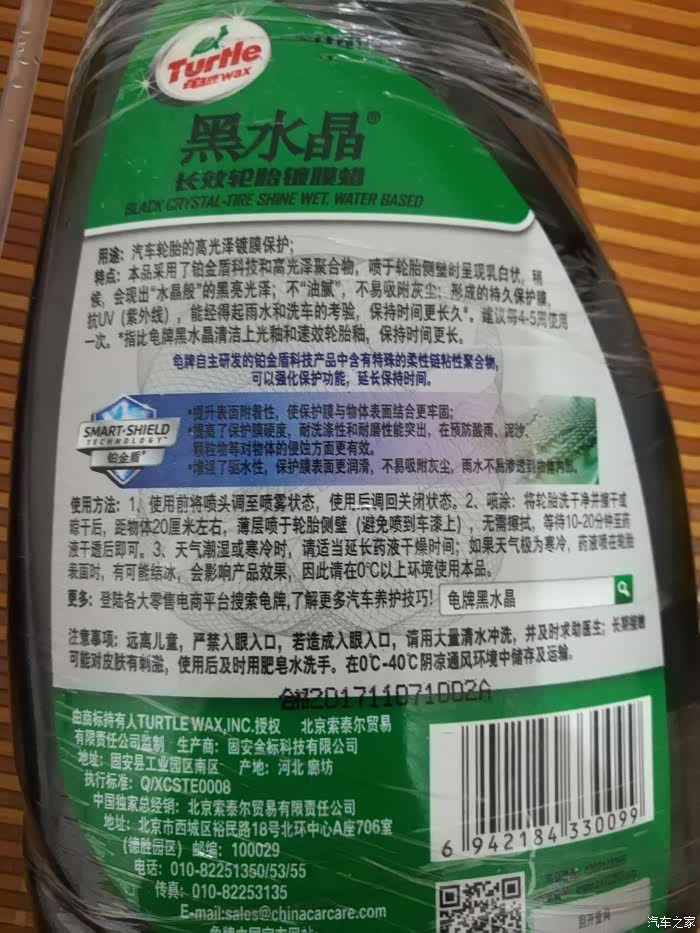 Turtle
龟牌wax
黑水晶®
长效轮胎镀膜蜡
BLACK CRYSTAL-TIRE SHINE WET, WATER BASED
用途：汽车轮胎的高光泽镀膜保护；
特点：本品采用了铂金盾科技和高光泽聚合物，喷于轮胎侧壁时呈现乳白状，稍
候，会现出“水晶般”的黑亮光泽；不“油腻”，不易吸附灰尘；形成的持久保护膜，
抗UV（紫外线），能经得起雨水和洗车的考验，保持时间更长久*。建议每4-5周使用
一次。*指比龟牌黑水晶清洁上光釉和速效轮胎釉，保持时间更长。
龟牌自主研发的铂金盾科技产品中含有特殊的柔性链粘性聚合物，
可以强化保护功能，延长保持时间。
SMART·SHIELD
TECHNOLOGY™
铂金盾®
*提升表面附着性，使保护膜与物体表面结合更牢固；
*提高了保护膜硬度，耐洗涤性和耐磨性能突出，在预防酸雨、泥沙、
颗粒物等对物体的侵蚀方面更有效。
*增强了驱水性，保护膜表面更润滑，不易吸附灰尘，雨水不易渗透到物体内部。
使用方法：1、使用前将喷头调至喷雾状态，使用后调回关闭状态。2、喷涂：将轮胎洗干净并擦干或
晾干后，距物体20厘米左右，薄层喷于轮胎侧壁（避免喷到车漆上），无需擦拭，等待10-20分钟至药
液干透后即可。3、天气潮湿或寒冷时，请适当延长药液干燥时间；如果天气极为寒冷，药液喷在轮胎
表面时，有可能结冰，会影响产品效果，因此请在0℃以上环境使用本品。
更多：登陆各大零售电商平台搜索龟牌，了解更多汽车养护技巧！ 龟牌黑水晶
注意事项：远离儿童，严禁入眼入口，若造成入眼入口，请用大量清水冲洗，并及时求助医生；长期接触
可能对皮肤有刺激，使用后及时用肥皂水洗手。在0℃-40℃阴凉通风环境中储存及运输。
合格201711071002A
由商标持有人TURTLE WAX,INC.授权 北京索泰尔贸易
有限责任公司监制 生产商：固安金标科技有限公司
地址：固安县工业园区南区 产地：河北 廊坊
执行标准：Q/XCSTE0008
中国独家总经销：北京索泰尔贸易有限责任公司
地址：北京市西城区裕民路18号北环中心A座706室
（德胜园区） 邮编：100029
电话：010-82251350/53/55
传真：010-82253135
E-mail:sales@chinacarcare.com
6 942184 330099
刮开查询
汽车之家